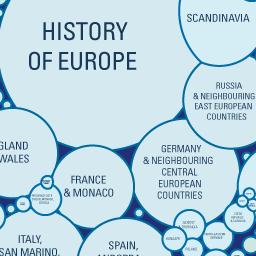 HISTORY
OF EUROPE
SCANDINAVIA
RUSSIA
& NEIGHBOURING
EAST EUROPEAN
COUNTRIES
GLAND
WALES
FRANCE
& MONACO
GERMANY
& NEIGHBOURING
CENTRAL
EUROPEAN
COUNTRIES
ITALY,
SAN MARINO,
SPAIN,
ANDORRA